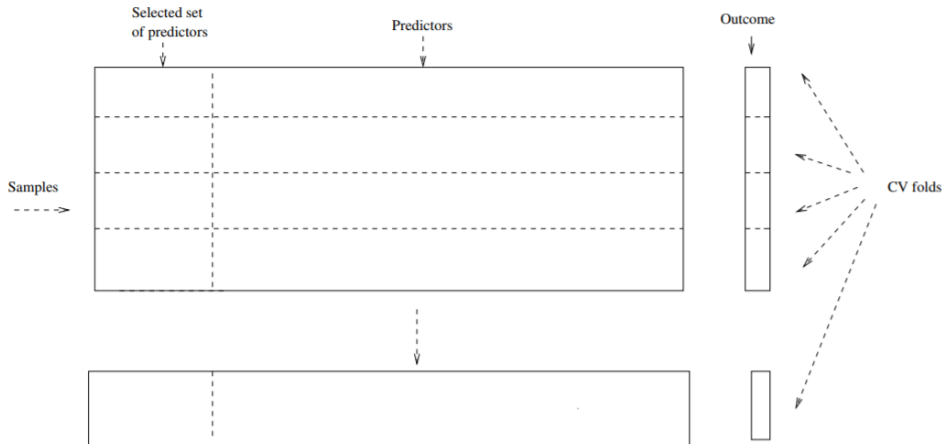 Selected set
of predictors
Predictors
Outcome
Samples
CV folds